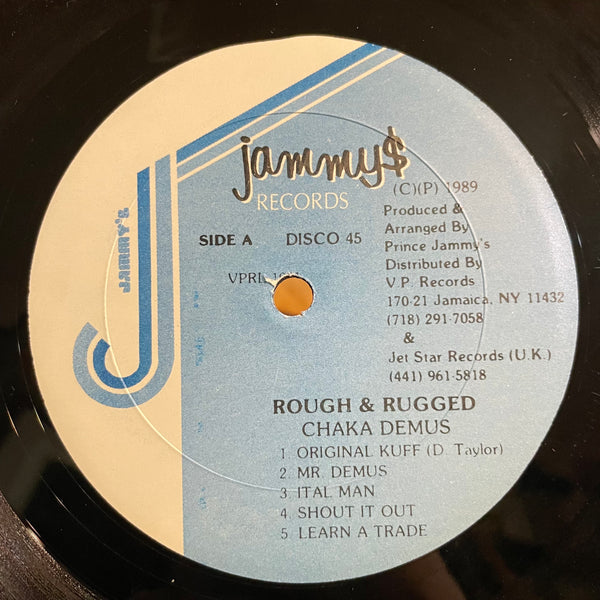 jammy$
RECORDS
JAMMY'S
SIDE A DISCO 45
(C)(P) 1989
Produced &
Arranged By
Prince Jammy's
Distributed By
V.P. Records
170-21 Jamaica, NY 11432
(718) 291-7058
&
Jet Star Records (U.K.)
(441) 961-5818
VPRL
ROUGH & RUGGED
CHAKA DEMUS
1. ORIGINAL KUFF (D. Taylor)
2. MR. DEMUS
3. ITAL MAN
4. SHOUT IT OUT
5. LEARN A TRADE